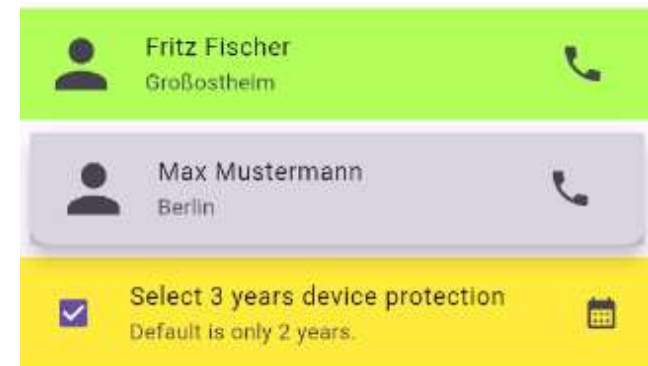 Fritz Fischer
Großostheim
Max Mustermann
Berlin
Select 3 years device protection
Default is only 2 years.